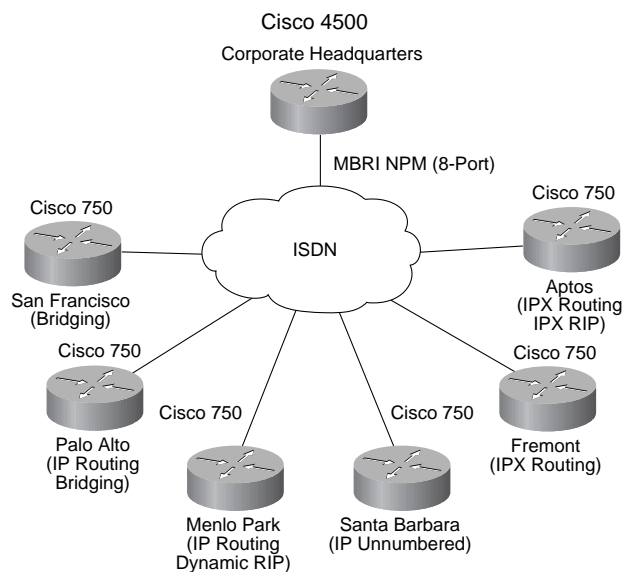 Cisco 4500
Corporate Headquarters
MBRI NPM (8-Port)
Cisco 750
Cisco 750
ISDN
San Francisco
(Bridging)
Aptos
(IPX Routing
IPX RIP)
Cisco 750
Cisco 750
Palo Alto
(IP Routing
Bridging)
Cisco 750
Cisco 750
Fremont
(IPX Routing)
Menlo Park
(IP Routing
Dynamic RIP)
Santa Barbara
(IP Unnumbered)